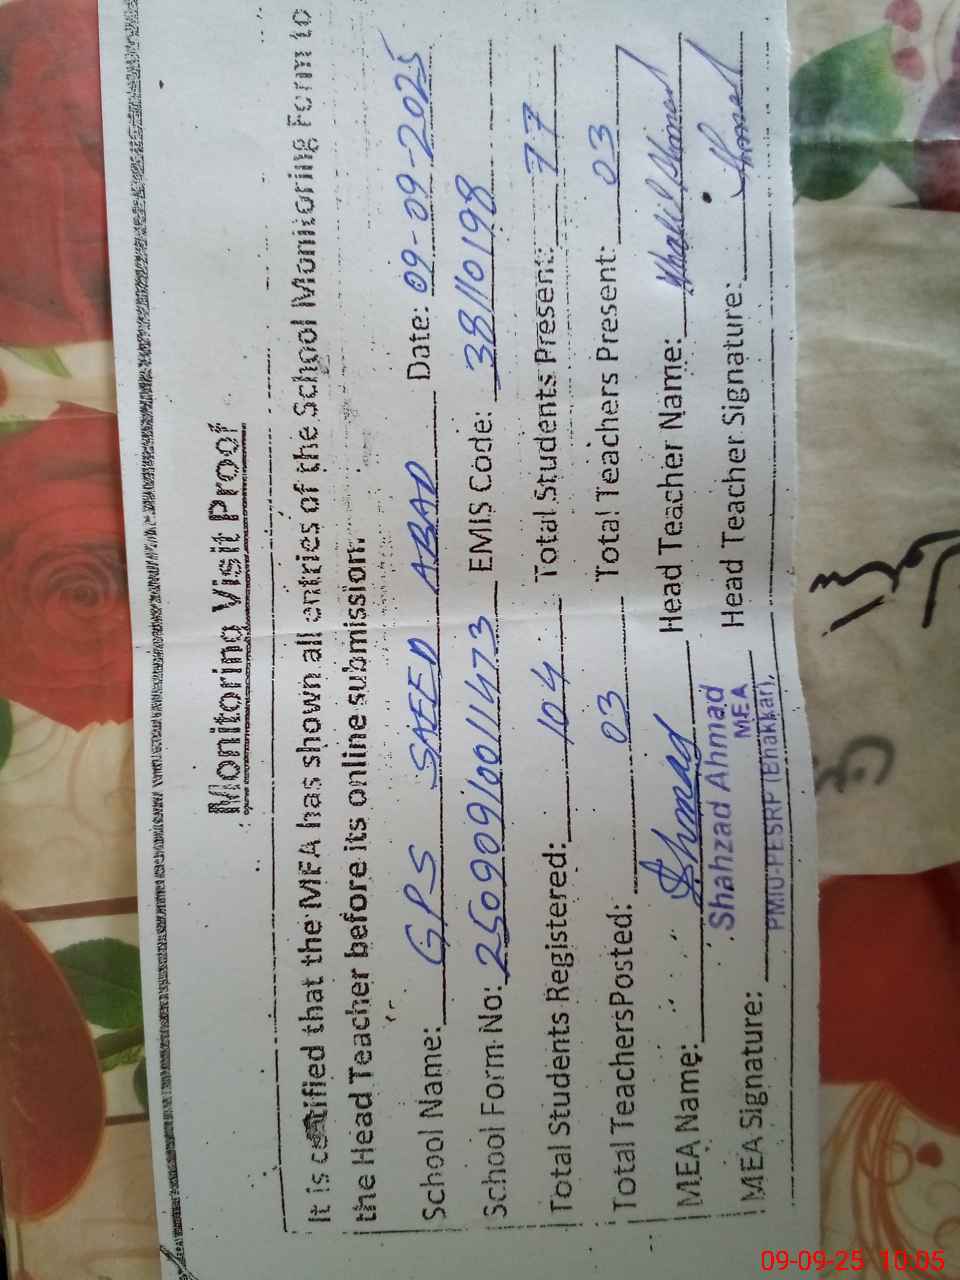 Monitoring Visit Proof
It is certified that the MEA has shown all entries of the School Monitoring Form to
the Head Teacher before its online submission.
School Name: GPS SAEED ABAD Date: 09-09-2025
School Form No: 25090910011473 EMIS Code: 38110198
Total Students Registered: 104 Total Students Present: 77
Total Teachers Posted: 03 Total Teachers Present: 03
MEA Name: Head Teacher Name: Khalil Ahmad
Shahzad Ahmad
MEA
MEA Signature: PMIU-PESRP (Bhakkar). Head Teacher Signature:
09-09-25 10.05